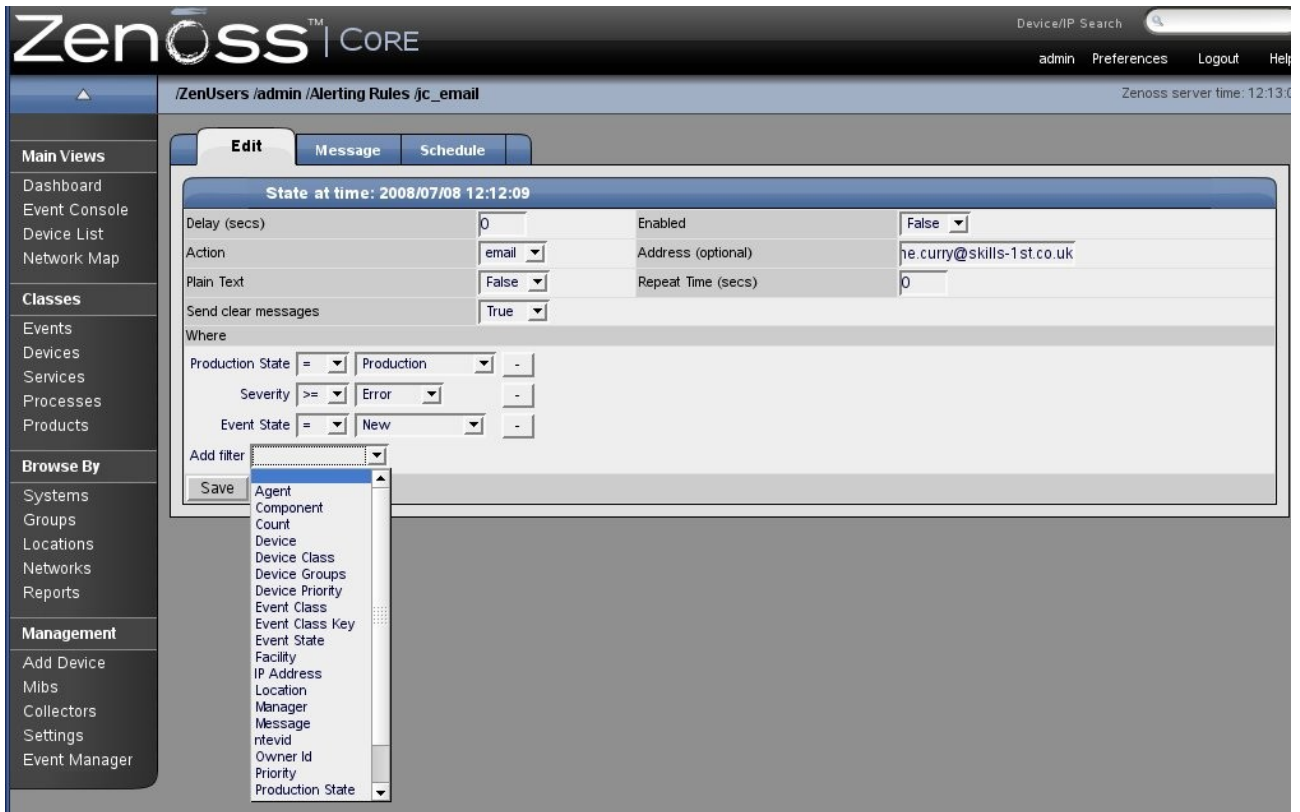 Zenoss™ | CORE
Device/IP Search
admin Preferences Logout Help
/ZenUsers /admin /Alerting Rules /jc_email
Zenoss server time: 12:13:0
Main Views
Dashboard
Event Console
Device List
Network Map
Classes
Events
Devices
Services
Processes
Products
Browse By
Systems
Groups
Locations
Networks
Reports
Management
Add Device
Mibs
Collectors
Settings
Event Manager
Edit Message Schedule
State at time: 2008/07/08 12:12:09
Delay (secs) 0 Enabled False
Action email Address (optional) ne.curry@skills-1st.co.uk
Plain Text False Repeat Time (secs) 0
Send clear messages True
Where
Production State = Production -
Severity >= Error -
Event State = New -
Add filter
Save
Agent
Component
Count
Device
Device Class
Device Groups
Device Priority
Event Class
Event Class Key
Event State
Facility
IP Address
Location
Manager
Message
ntevid
Owner Id
Priority
Production State